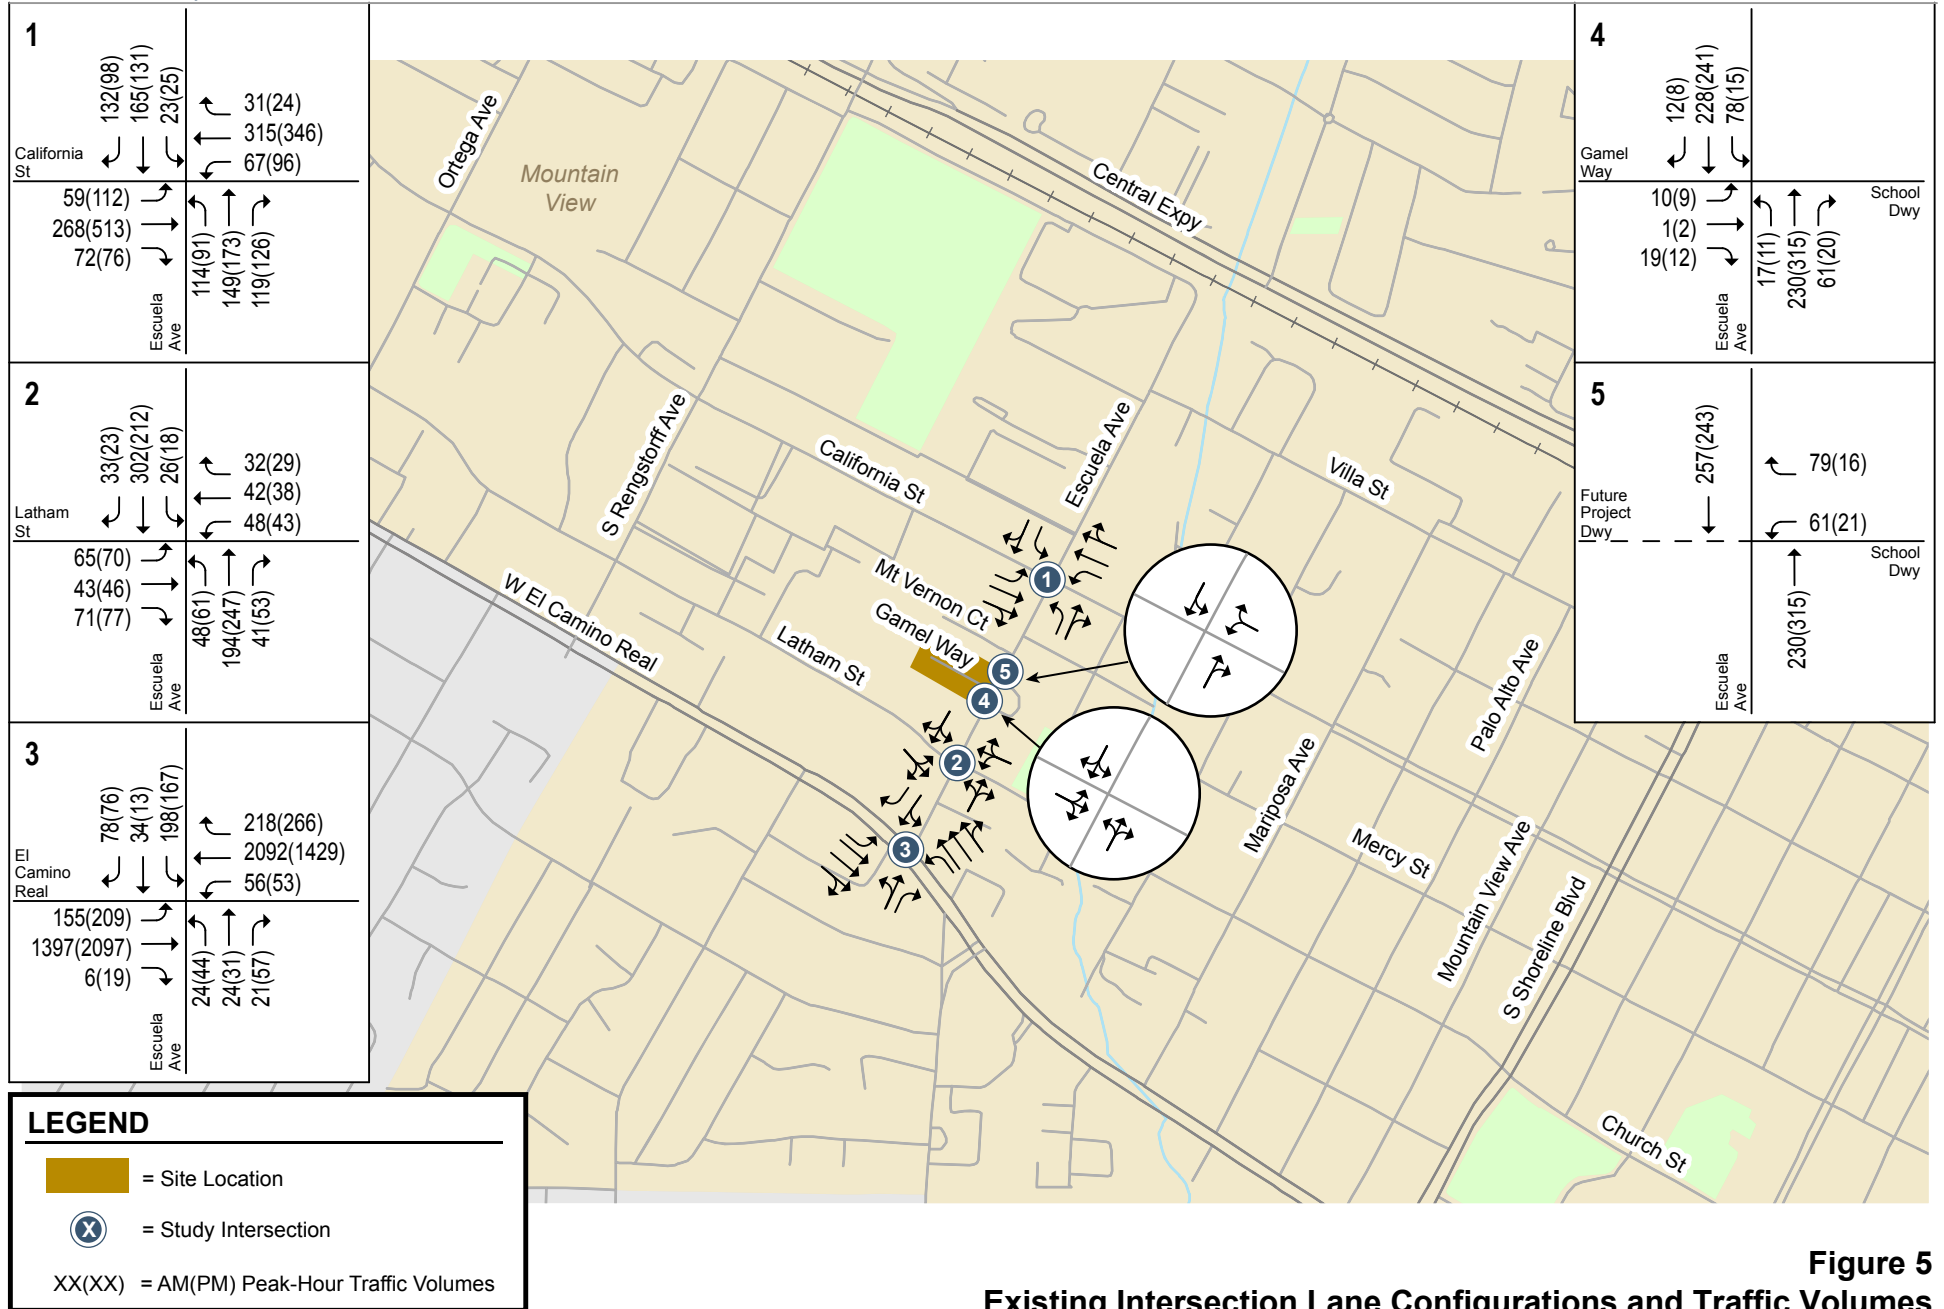 1
132(98)
165(131)
23(25)
31(24)
315(346)
67(96)
California
St
59(112)
268(513)
72(76)
114(91)
149(173)
119(126)
Escuela
Ave
2
33(23)
302(212)
26(18)
32(29)
42(38)
48(43)
Latham
St
65(70)
43(46)
71(77)
48(61)
194(247)
41(53)
Escuela
Ave
3
78(76)
34(13)
198(167)
218(266)
2092(1429)
56(53)
El
Camino
Real
155(209)
1397(2097)
6(19)
24(44)
24(31)
21(57)
Escuela
Ave
4
12(8)
228(241)
78(15)
Gamel
Way
School
Dwy
10(9)
1(2)
19(12)
17(11)
230(315)
61(20)
Escuela
Ave
5
257(243)
79(16)
61(21)
Future
Project
Dwy
School
Dwy
230(315)
Escuela
Ave
Ortega Ave
Mountain
View
Central Expy
S Rengstorff Ave
California St
Escuela Ave
Villa St
Mt Vernon Ct
Gamel Way
Latham St
W El Camino Real
1
5
4
2
3
Palo Alto Ave
Mariposa Ave
Mercy St
Mountain View Ave
S Shoreline Blvd
Church St
LEGEND
= Site Location
X = Study Intersection
XX(XX) = AM(PM) Peak-Hour Traffic Volumes
Figure 5
Existing Intersection Lane Configurations and Traffic Volumes